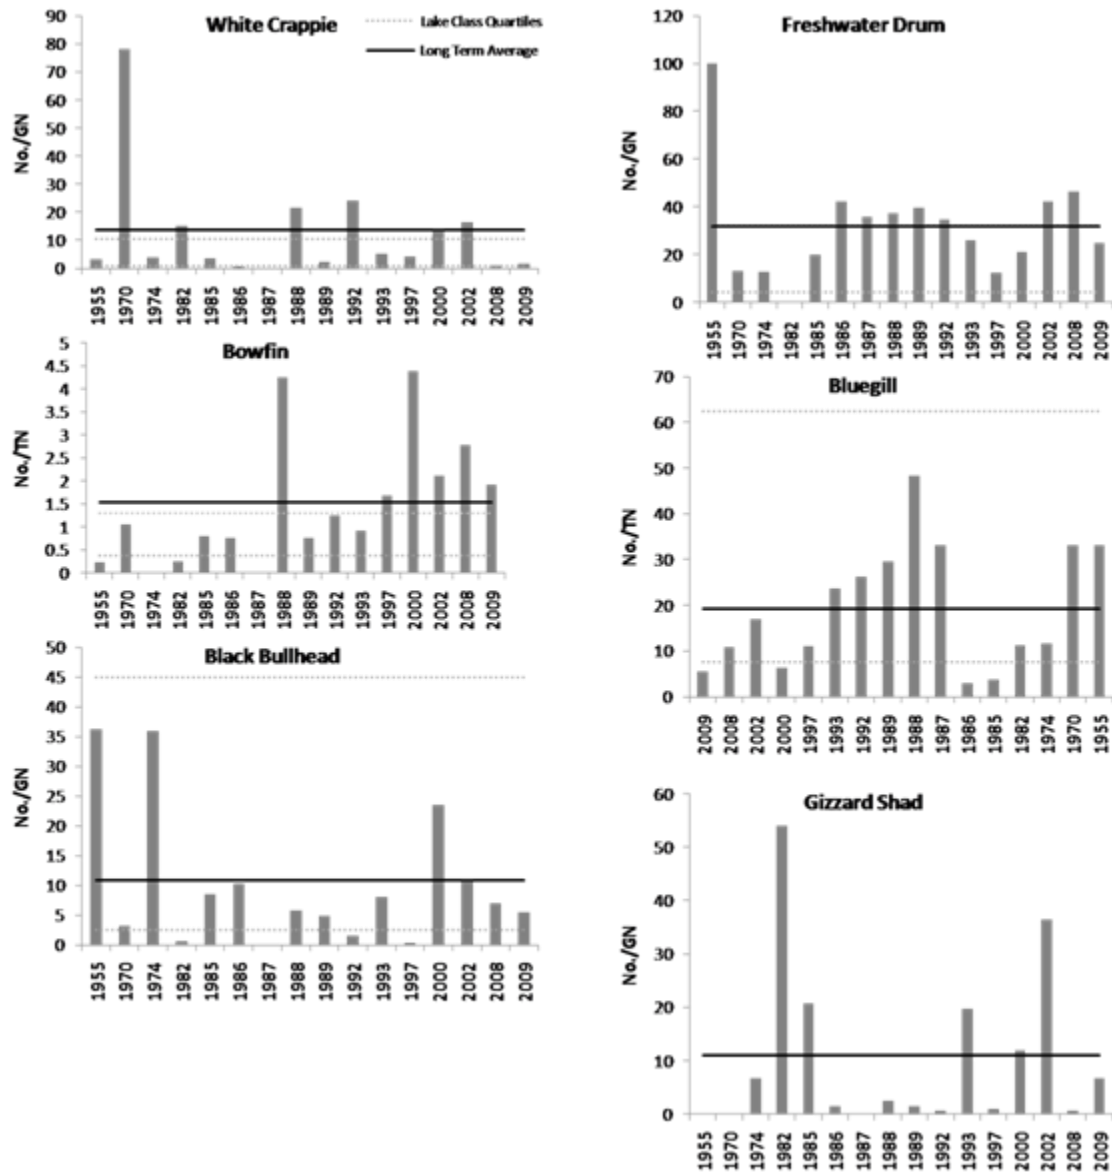 White Crappie
Lake Class Quartiles
Long Term Average
No./GN
90
80
70
60
50
40
30
20
10
0
1955 1970 1974 1982 1985 1986 1987 1988 1989 1992 1993 1997 2000 2002 2008 2009
Freshwater Drum
No./GN
120
100
80
60
40
20
0
1955 1970 1974 1982 1985 1986 1987 1988 1989 1992 1993 1997 2000 2002 2008 2009
Bowfin
No./TN
5
4.5
4
3.5
3
2.5
2
1.5
1
0.5
0
1955 1970 1974 1982 1985 1986 1987 1988 1989 1992 1993 1997 2000 2002 2008 2009
Bluegill
No./TN
70
60
50
40
30
20
10
0
2009 2008 2002 2000 1997 1993 1992 1989 1988 1987 1986 1985 1982 1974 1970 1955
Black Bullhead
No./GN
50
45
40
35
30
25
20
15
10
5
0
1955 1970 1974 1982 1985 1986 1987 1988 1989 1992 1993 1997 2000 2002 2008 2009
Gizzard Shad
No./GN
60
50
40
30
20
10
0
1955 1970 1974 1982 1985 1986 1987 1988 1989 1992 1993 1997 2000 2002 2008 2009